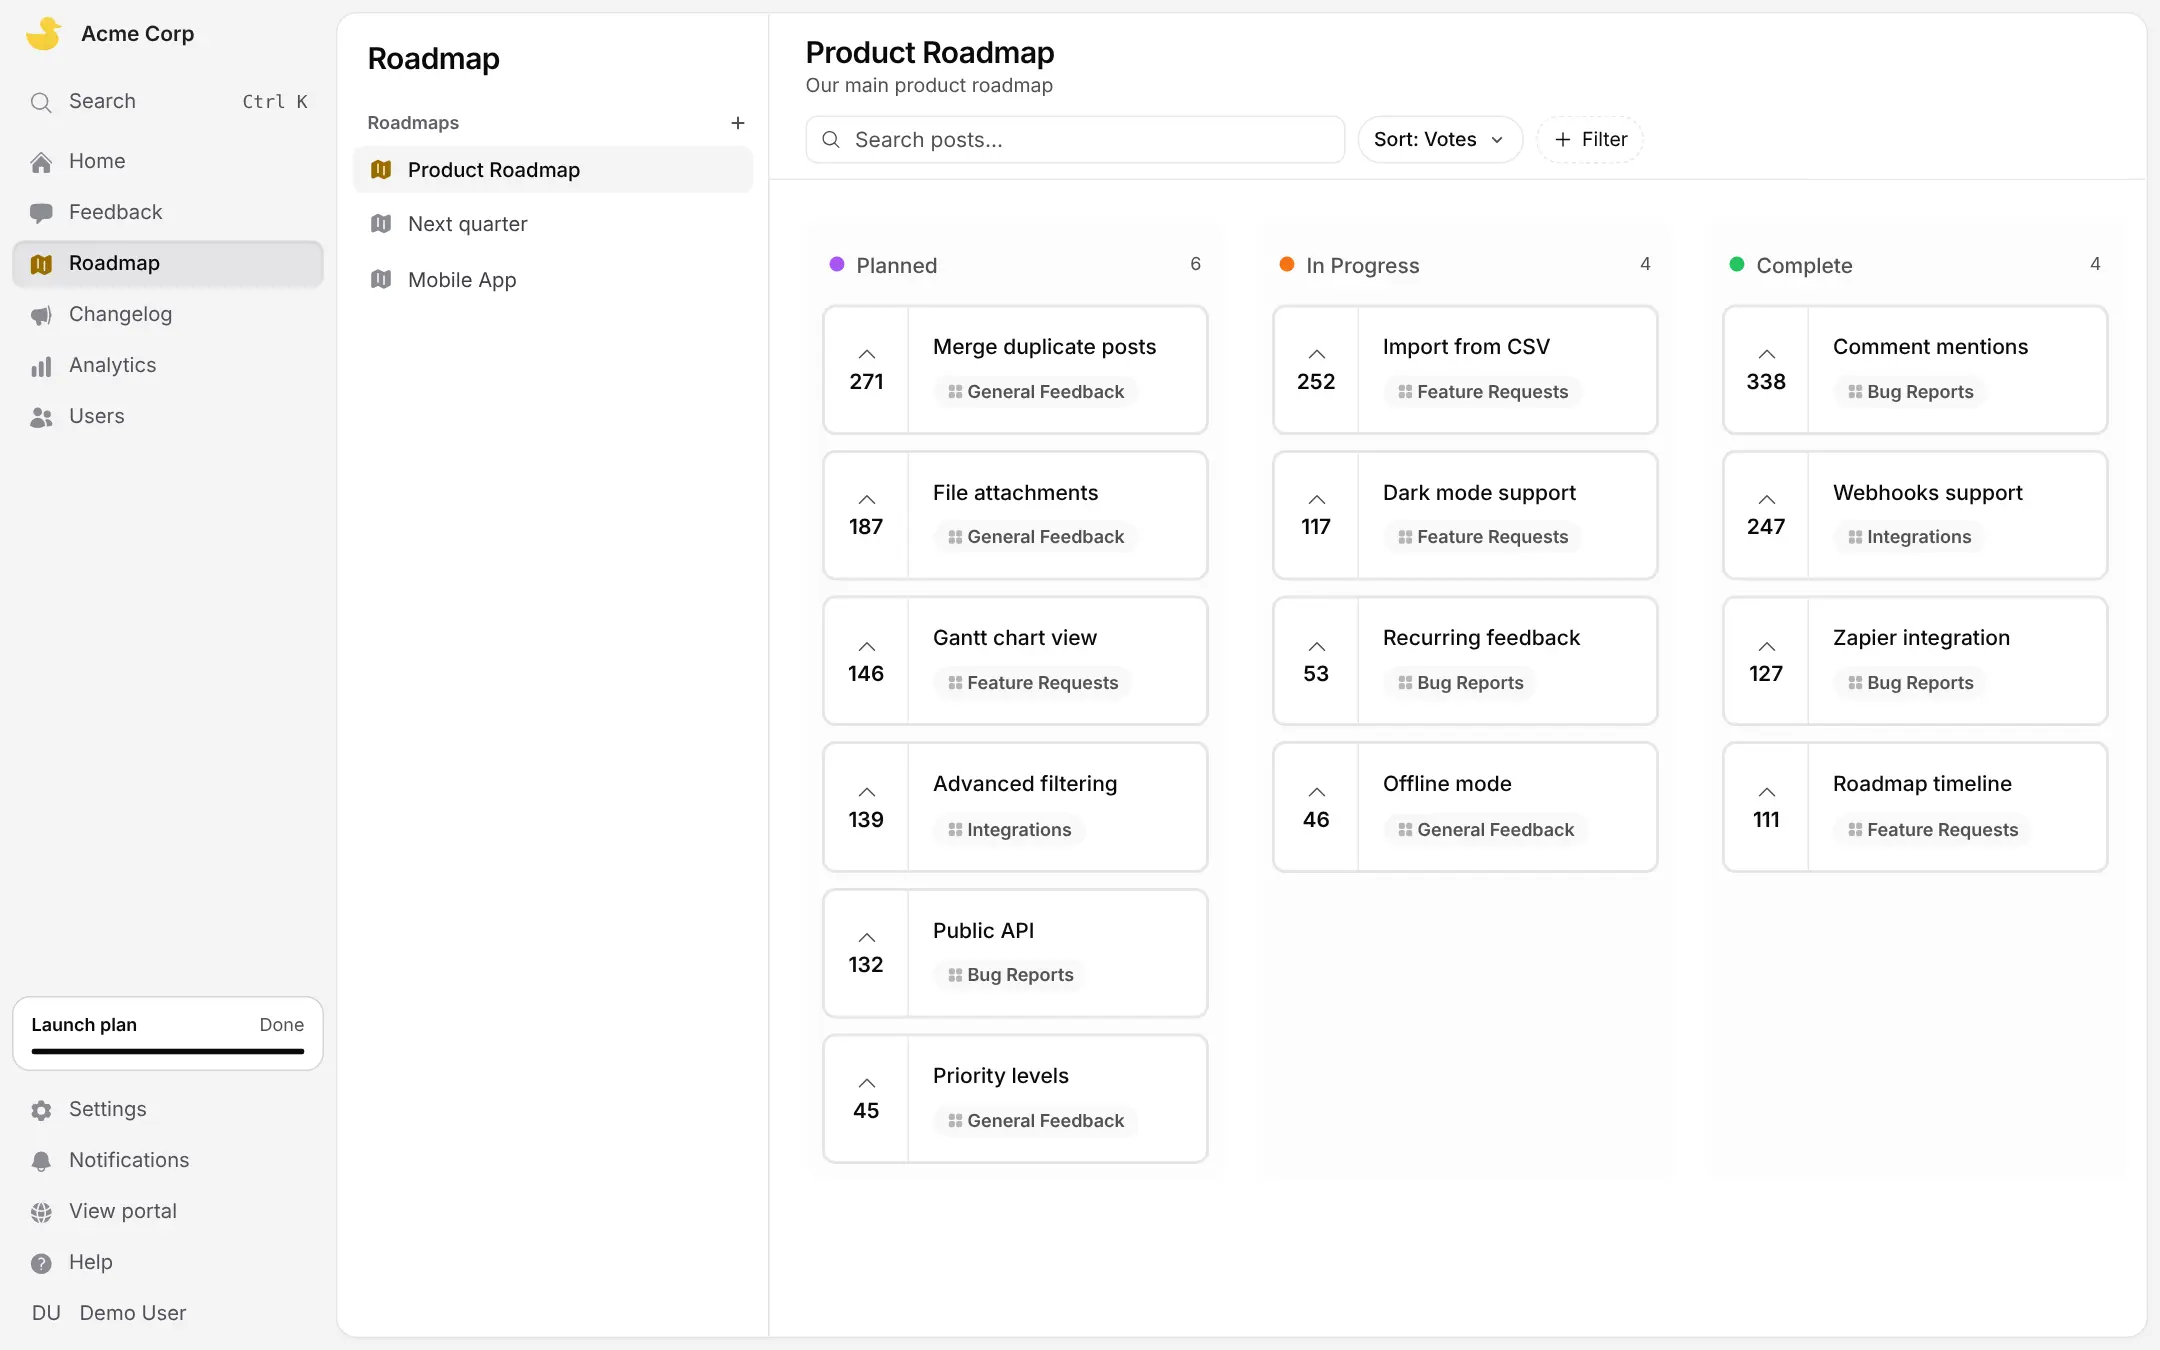 Acme Corp
Search Ctrl K
Home
Feedback
Roadmap
Changelog
Analytics
Users
Launch plan Done
Settings
Notifications
View portal
Help
DU Demo User
Roadmap
Roadmaps
Product Roadmap
Next quarter
Mobile App
Product Roadmap
Our main product roadmap
Search posts...
Sort: Votes
Filter
Planned 6
271 Merge duplicate posts
General Feedback
187 File attachments
General Feedback
146 Gantt chart view
Feature Requests
139 Advanced filtering
Integrations
132 Public API
Bug Reports
45 Priority levels
General Feedback
In Progress 4
252 Import from CSV
Feature Requests
117 Dark mode support
Feature Requests
53 Recurring feedback
Bug Reports
46 Offline mode
General Feedback
Complete 4
338 Comment mentions
Bug Reports
247 Webhooks support
Integrations
127 Zapier integration
Bug Reports
111 Roadmap timeline
Feature Requests